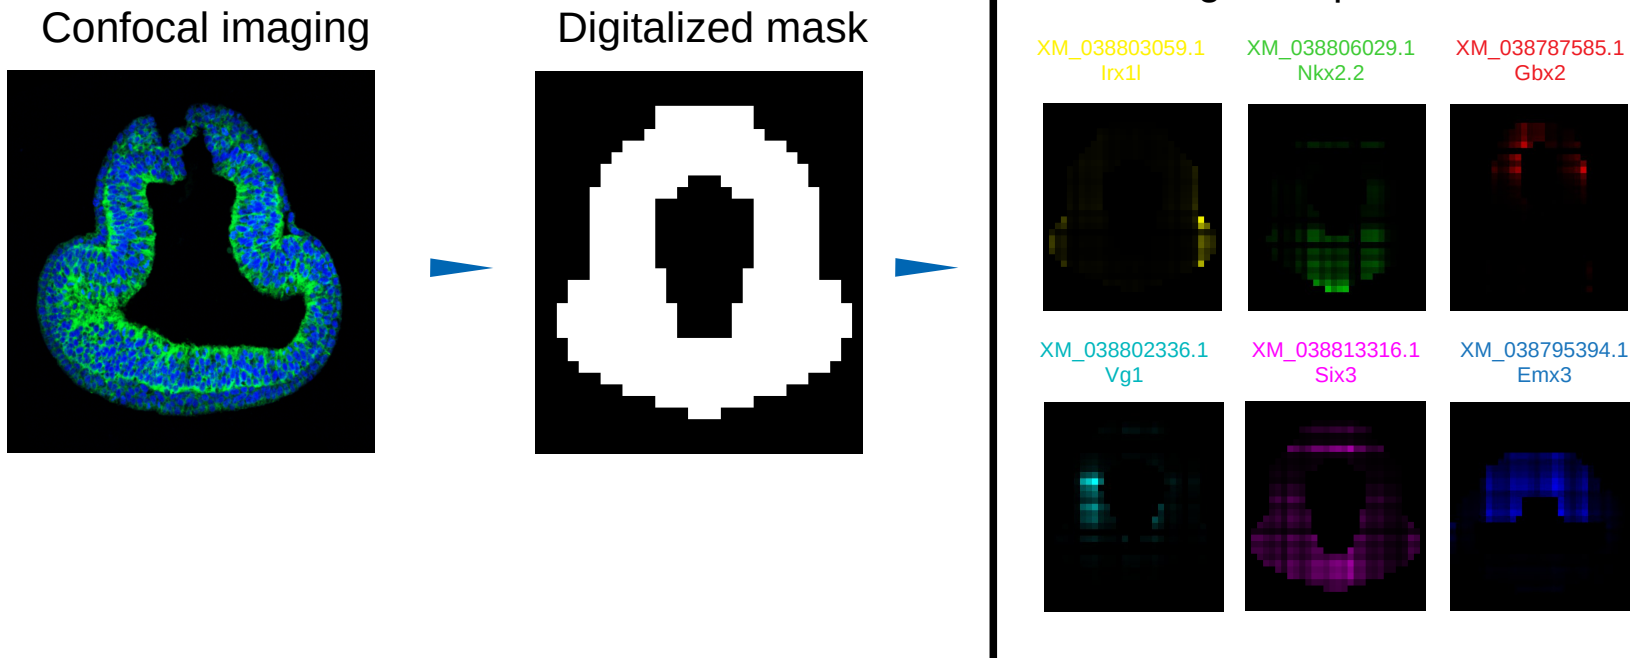 Confocal imaging
Digitalized mask
XM_038803059.1
Irx1l
XM_038806029.1
Nkx2.2
XM_038787585.1
Gbx2
XM_038802336.1
Vg1
XM_038813316.1
Six3
XM_038795394.1
Emx3